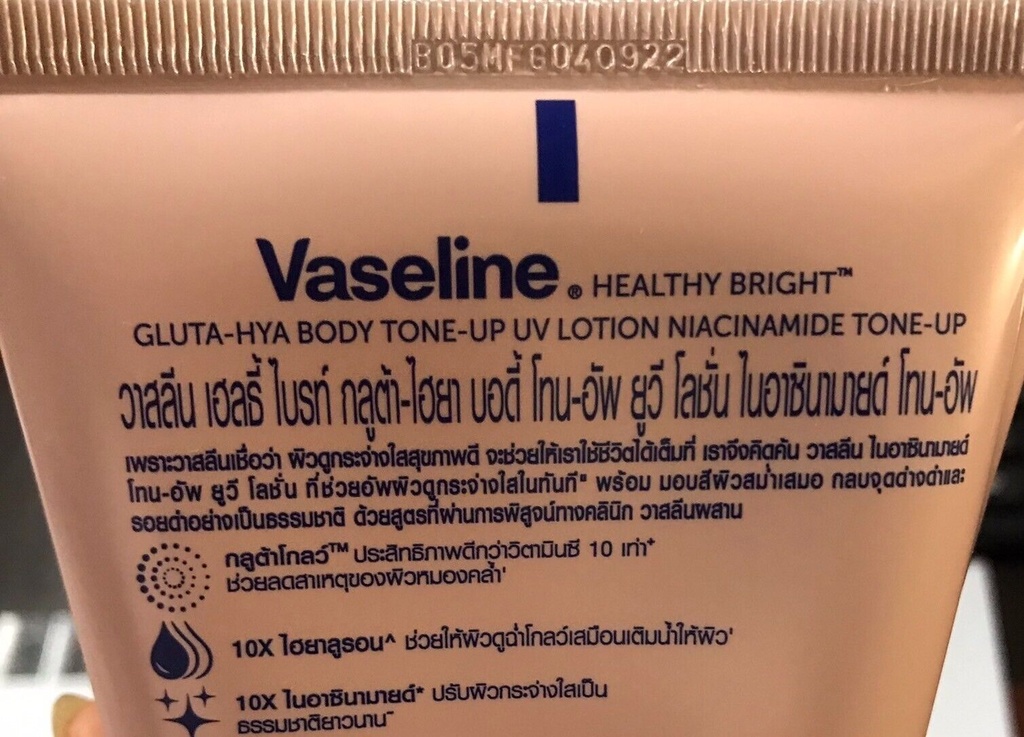 B05MFG040922
Vaseline® HEALTHY BRIGHT™
GLUTA-HYA BODY TONE-UP UV LOTION NIACINAMIDE TONE-UP
วาสลีน เฮลธี้ ไบรท์ กลูต้า-ไฮยา บอดี้ โทน-อัพ ยูวี โลชั่น ไนอาซินามายด์ โทน-อัพ
เพราะวาสลีนเชื่อว่า ผิวดูกระจ่างใสสุขภาพดี จะช่วยให้เราใช้ชีวิตได้เต็มที่ เราจึงคิดค้น วาสลีน ไนอาซินามายด์
โทน-อัพ ยูวี โลชั่น ที่ช่วยอัพผิวดูกระจ่างใสในทันที" พร้อม มอบสีผิวสม่ำเสมอ กลบจุดด่างดำและ
รอยดำอย่างเป็นธรรมชาติ ด้วยสูตรที่ผ่านการพิสูจน์ทางคลินิก วาสลีนผสาน
กลูต้าโกลว์™ ประสิทธิภาพดีกว่าวิตามินซี 10 เท่า⁺
ช่วยลดสาเหตุของผิวหมองคล้ำ'
10X ไฮยาลูรอน^ ช่วยให้ผิวดูฉ่ำโกลว์เสมือนเติมน้ำให้ผิว'
10X ไนอาซินามายด์* ปรับผิวกระจ่างใสเป็น
ธรรมชาติยาวนาน~